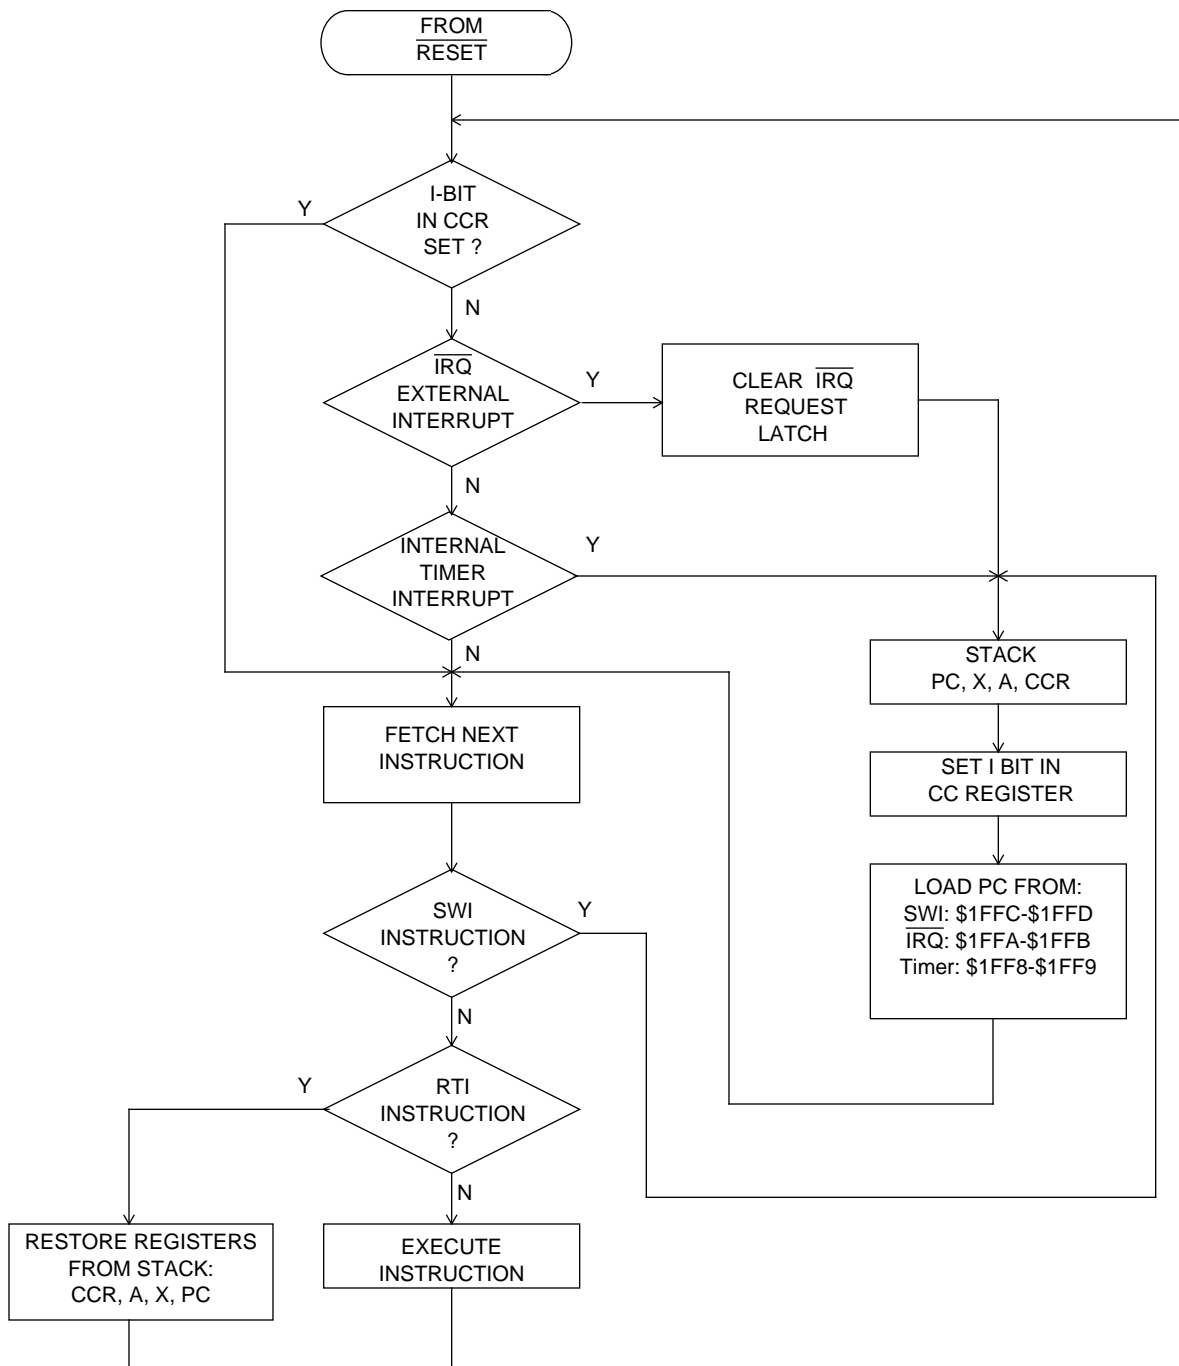 FROM
RESET
I-BIT
IN CCR
SET ?
Y
N
IRQ
EXTERNAL
INTERRUPT
Y
CLEAR IRQ
REQUEST
LATCH
N
INTERNAL
TIMER
INTERRUPT
Y
N
STACK
PC, X, A, CCR
FETCH NEXT
INSTRUCTION
SET I BIT IN
CC REGISTER
LOAD PC FROM:
SWI: $1FFC-$1FFD
IRQ: $1FFA-$1FFB
Timer: $1FF8-$1FF9
SWI
INSTRUCTION
?
Y
N
RTI
INSTRUCTION
?
Y
N
RESTORE REGISTERS
FROM STACK:
CCR, A, X, PC
EXECUTE
INSTRUCTION